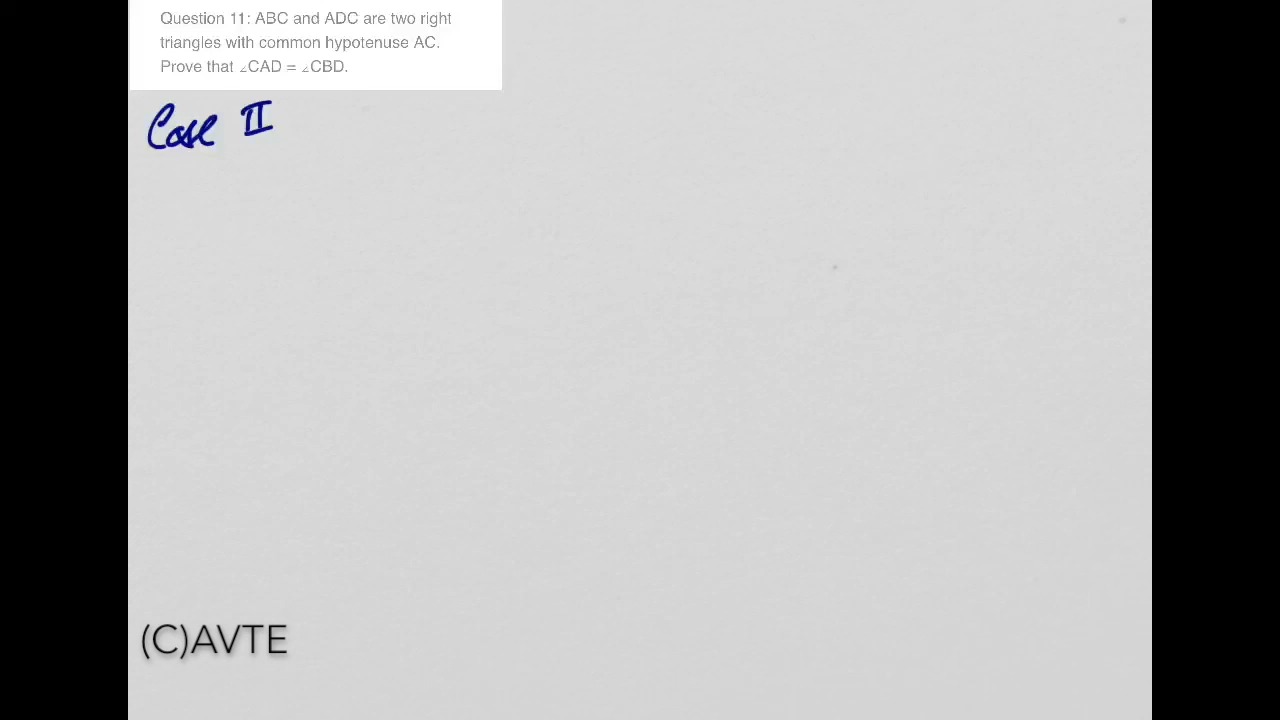 Question 11: ABC and ADC are two right
triangles with common hypotenuse AC.
Prove that ∠CAD = ∠CBD.
Case II
(C)AVTE